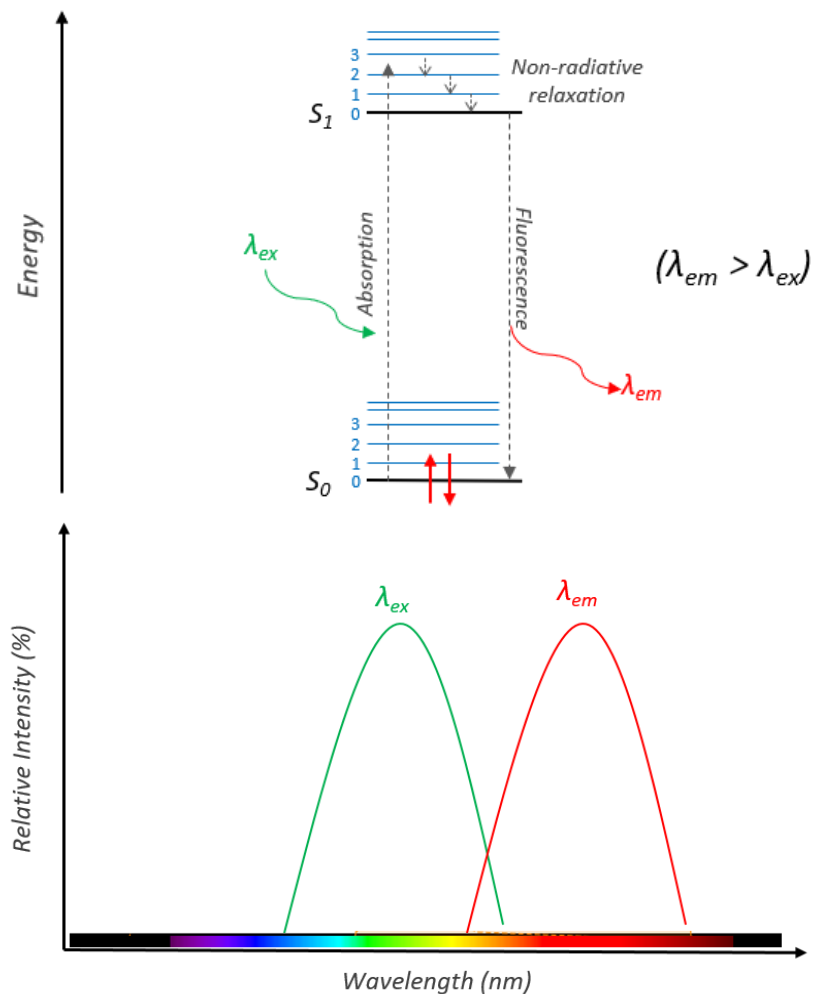 3
2
1
0
S1
Non-radiative
relaxation
Energy
λex
Absorption
Fluorescence
(λem > λex)
λem
3
2
1
0
S0
Relative Intensity (%)
λex
λem
Wavelength (nm)